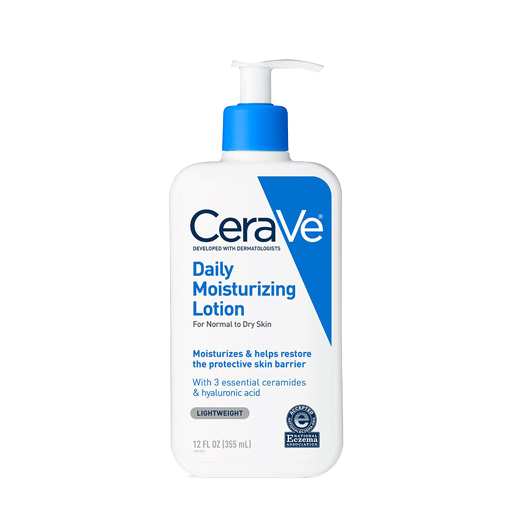 CeraVe®
DEVELOPED WITH DERMATOLOGISTS
Daily
Moisturizing
Lotion
For Normal to Dry Skin
Moisturizes & helps restore
the protective skin barrier
With 3 essential ceramides
& hyaluronic acid
LIGHTWEIGHT
ACCEPTED
e
NATIONAL
Eczema
ASSOCIATION
12 FL OZ (355 mL)